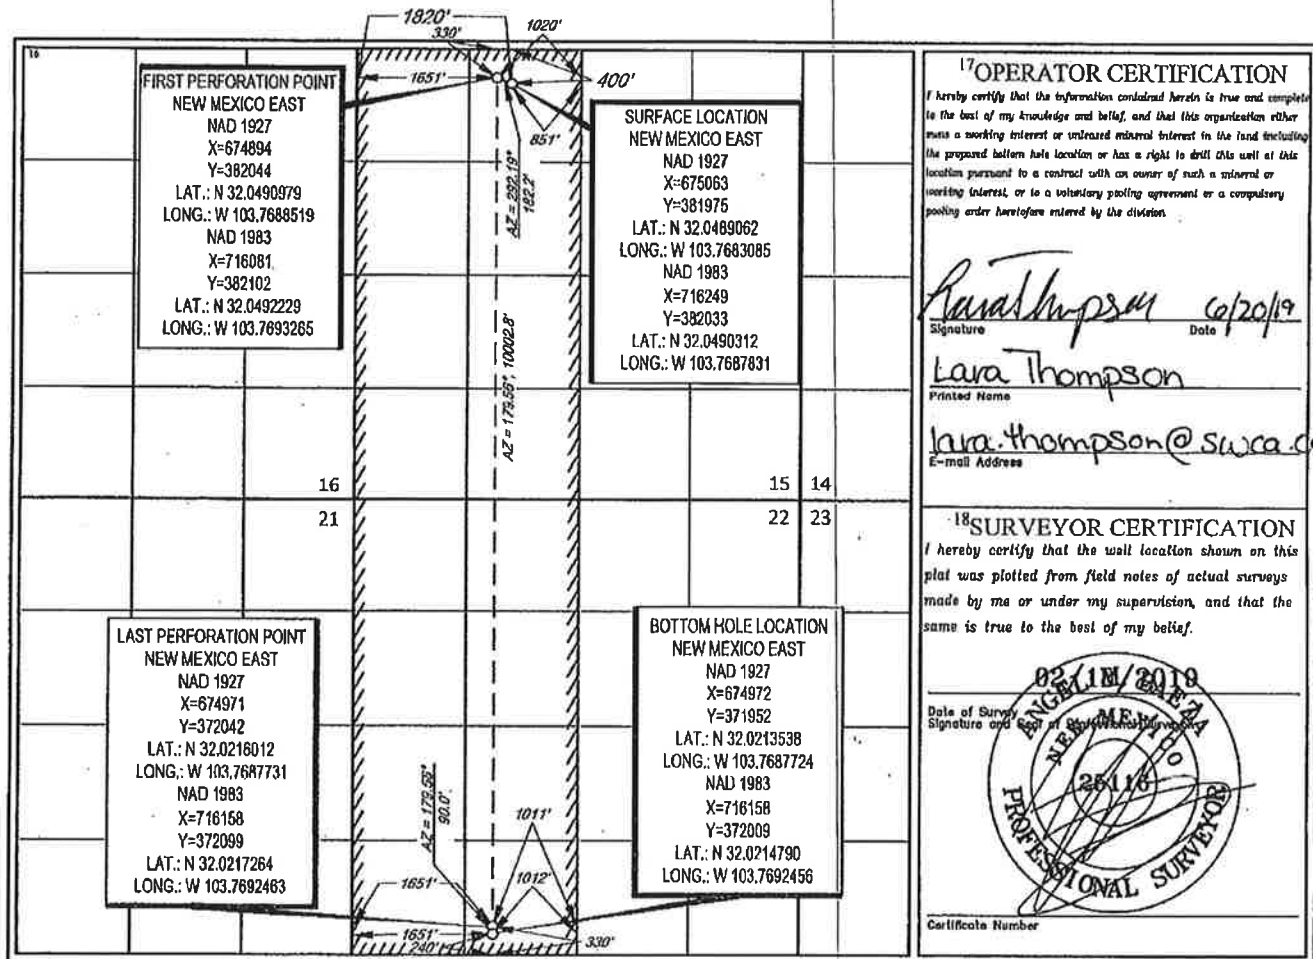 1820'
330'
1020'
16
1651'
400'
851'
FIRST PERFORATION POINT
NEW MEXICO EAST
NAD 1927
X=674894
Y=382044
LAT.: N 32.0490979
LONG.: W 103.7688519
NAD 1983
X=716081
Y=382102
LAT.: N 32.0492229
LONG.: W 103.7693265
SURFACE LOCATION
NEW MEXICO EAST
NAD 1927
X=675063
Y=381975
LAT.: N 32.0489062
LONG.: W 103.7683085
NAD 1983
X=716249
Y=382033
LAT.: N 32.0490312
LONG.: W 103.7687831
AZ = 292.19°
182.2'
AZ = 179.56°, 10002.8'
16
15 14
21
22 23
LAST PERFORATION POINT
NEW MEXICO EAST
NAD 1927
X=674971
Y=372042
LAT.: N 32.0216012
LONG.: W 103.7687731
NAD 1983
X=716158
Y=372099
LAT.: N 32.0217264
LONG.: W 103.7692463
BOTTOM HOLE LOCATION
NEW MEXICO EAST
NAD 1927
X=674972
Y=371952
LAT.: N 32.0213538
LONG.: W 103.7687724
NAD 1983
X=716158
Y=372009
LAT.: N 32.0214790
LONG.: W 103.7692456
AZ = 179.56°
90.0'
1011'
1651'
1012'
1651'
240'
330'
17 OPERATOR CERTIFICATION
I hereby certify that the information contained herein is true and complete
to the best of my knowledge and belief, and that this organization either
owns a working interest or unleased mineral interest in the land including
the proposed bottom hole location or has a right to drill this well at this
location pursuant to a contract with an owner of such a mineral or
working interest, or to a voluntary pooling agreement or a compulsory
pooling order heretofore entered by the division
Lara Thompson 6/20/19
Signature Date
Lara Thompson
Printed Name
lara.thompson@swca.c
E-mail Address
18 SURVEYOR CERTIFICATION
I hereby certify that the well location shown on this
plat was plotted from field notes of actual surveys
made by me or under my supervision, and that the
same is true to the best of my belief.
Date of Survey
Signature and Seal of Professional Surveyor
NEW MEXICO
25116
PROFESSIONAL SURVEYOR
Certificate Number